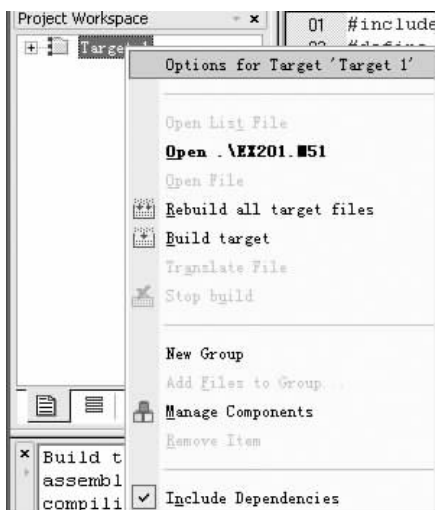 Project Workspace
01 #include
Target
Options for Target 'Target 1'
Open List File
Open .\EX201.M51
Open File
Rebuild all target files
Build target
Translate File
Stop build
New Group
Add Files to Group...
Manage Components
Remove Item
Build t
assembl
compili
Include Dependencies